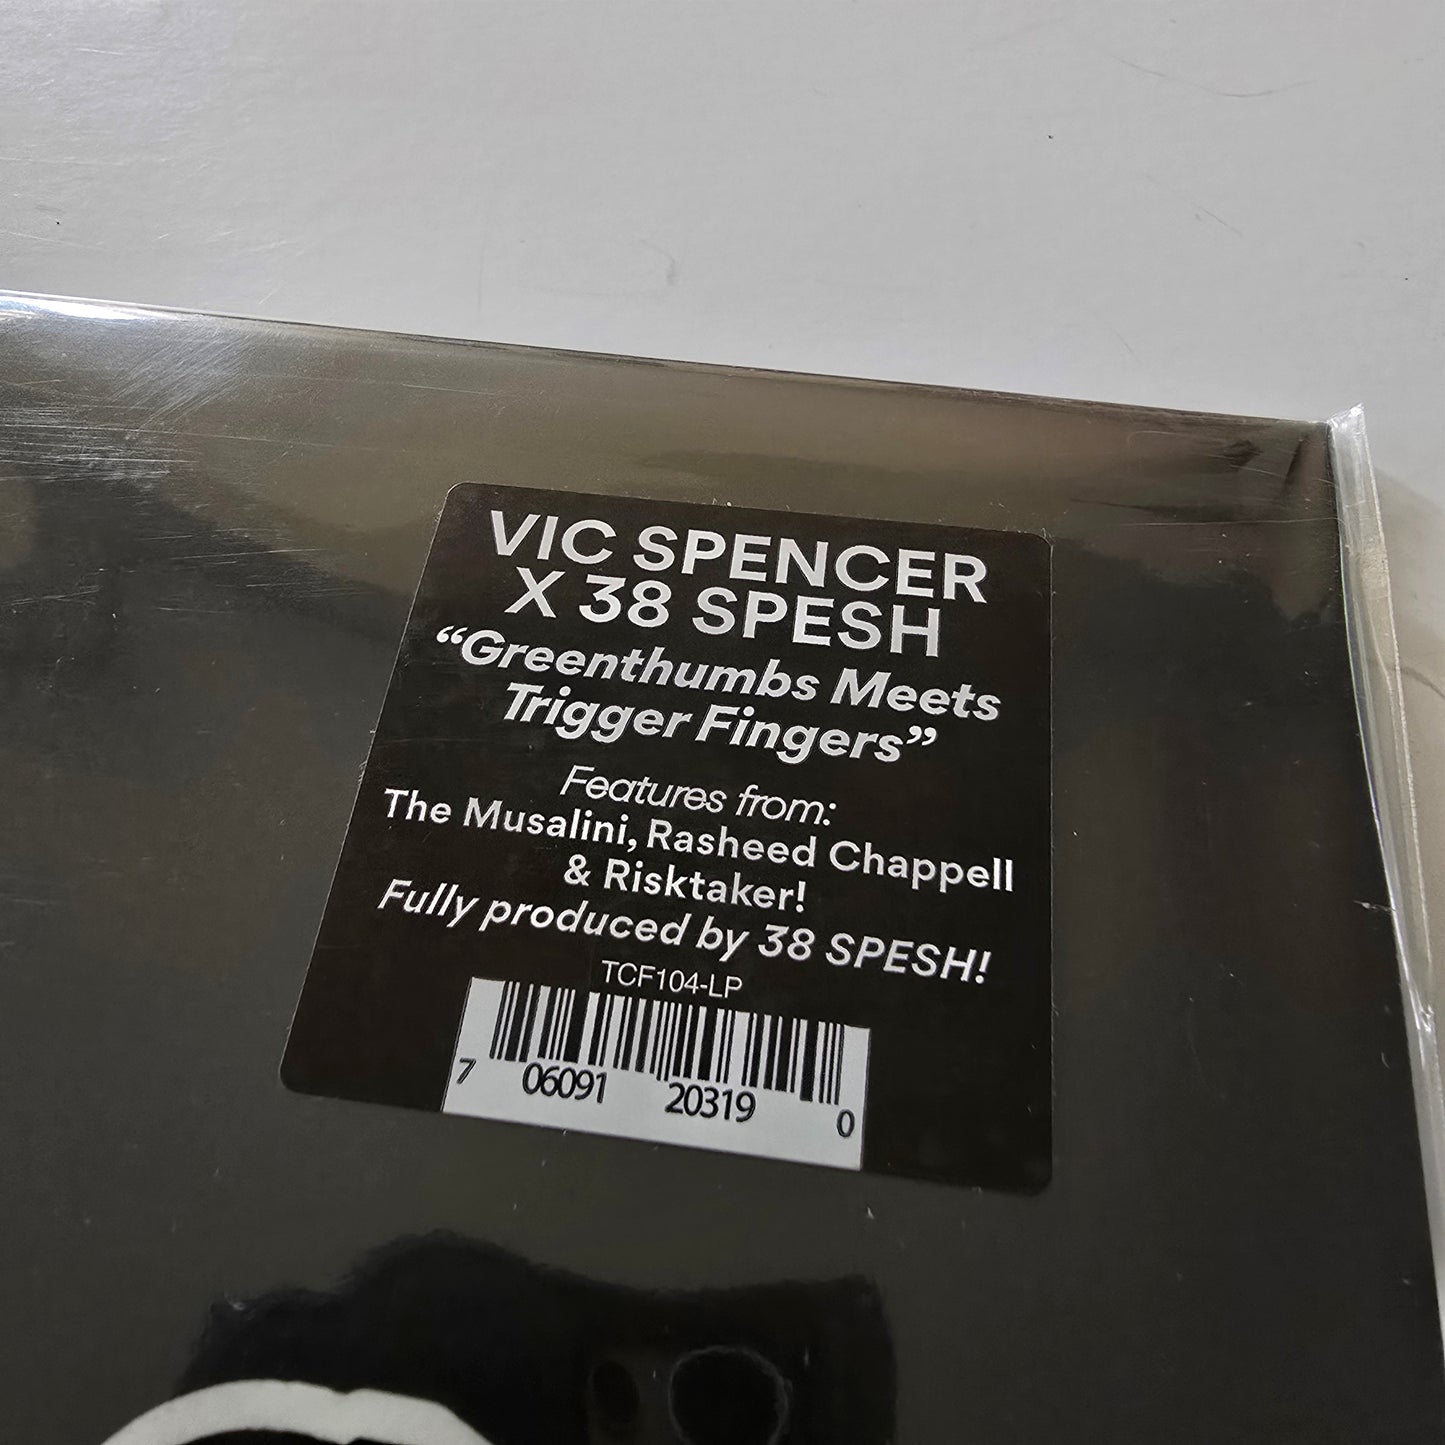 VIC SPENCER
X 38 SPESH
“Greenthumbs Meets
Trigger Fingers”
Features from:
The Musalini, Rasheed Chappell
& Risktaker!
Fully produced by 38 SPESH!
TCF104-LP
7 06091 20319 0